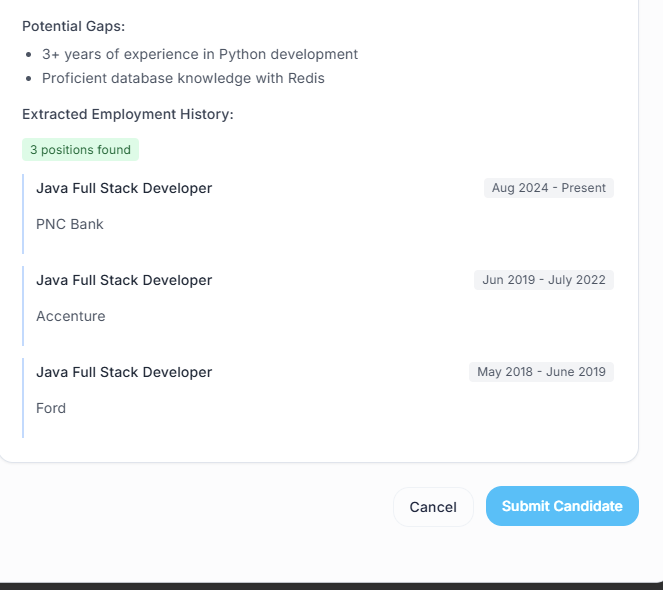 Potential Gaps:
3+ years of experience in Python development
Proficient database knowledge with Redis
Extracted Employment History:
3 positions found
Java Full Stack Developer
Aug 2024 - Present
PNC Bank
Java Full Stack Developer
Jun 2019 - July 2022
Accenture
Java Full Stack Developer
May 2018 - June 2019
Ford
Cancel
Submit Candidate